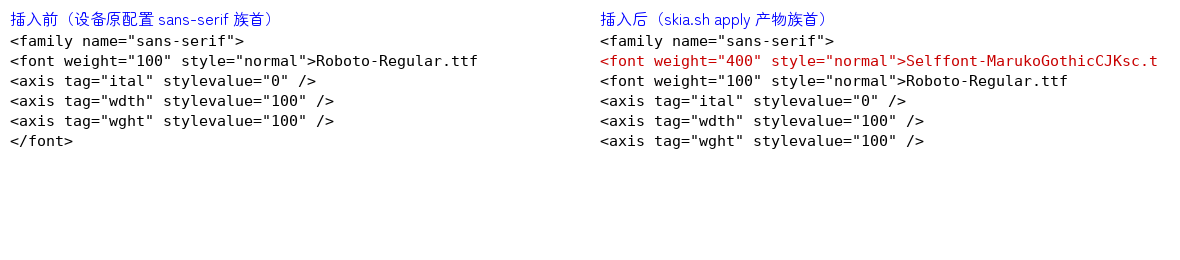 插入前（设备原配置 sans-serif 族首）
<family name="sans-serif">
<font weight="100" style="normal">Roboto-Regular.ttf
<axis tag="ital" stylevalue="0" />
<axis tag="wdth" stylevalue="100" />
<axis tag="wght" stylevalue="100" />
</font>
插入后（skia.sh apply 产物族首）
<family name="sans-serif">
<font weight="400" style="normal">Selffont-MarukoGothicCJKsc.t
<font weight="100" style="normal">Roboto-Regular.ttf
<axis tag="ital" stylevalue="0" />
<axis tag="wdth" stylevalue="100" />
<axis tag="wght" stylevalue="100" />